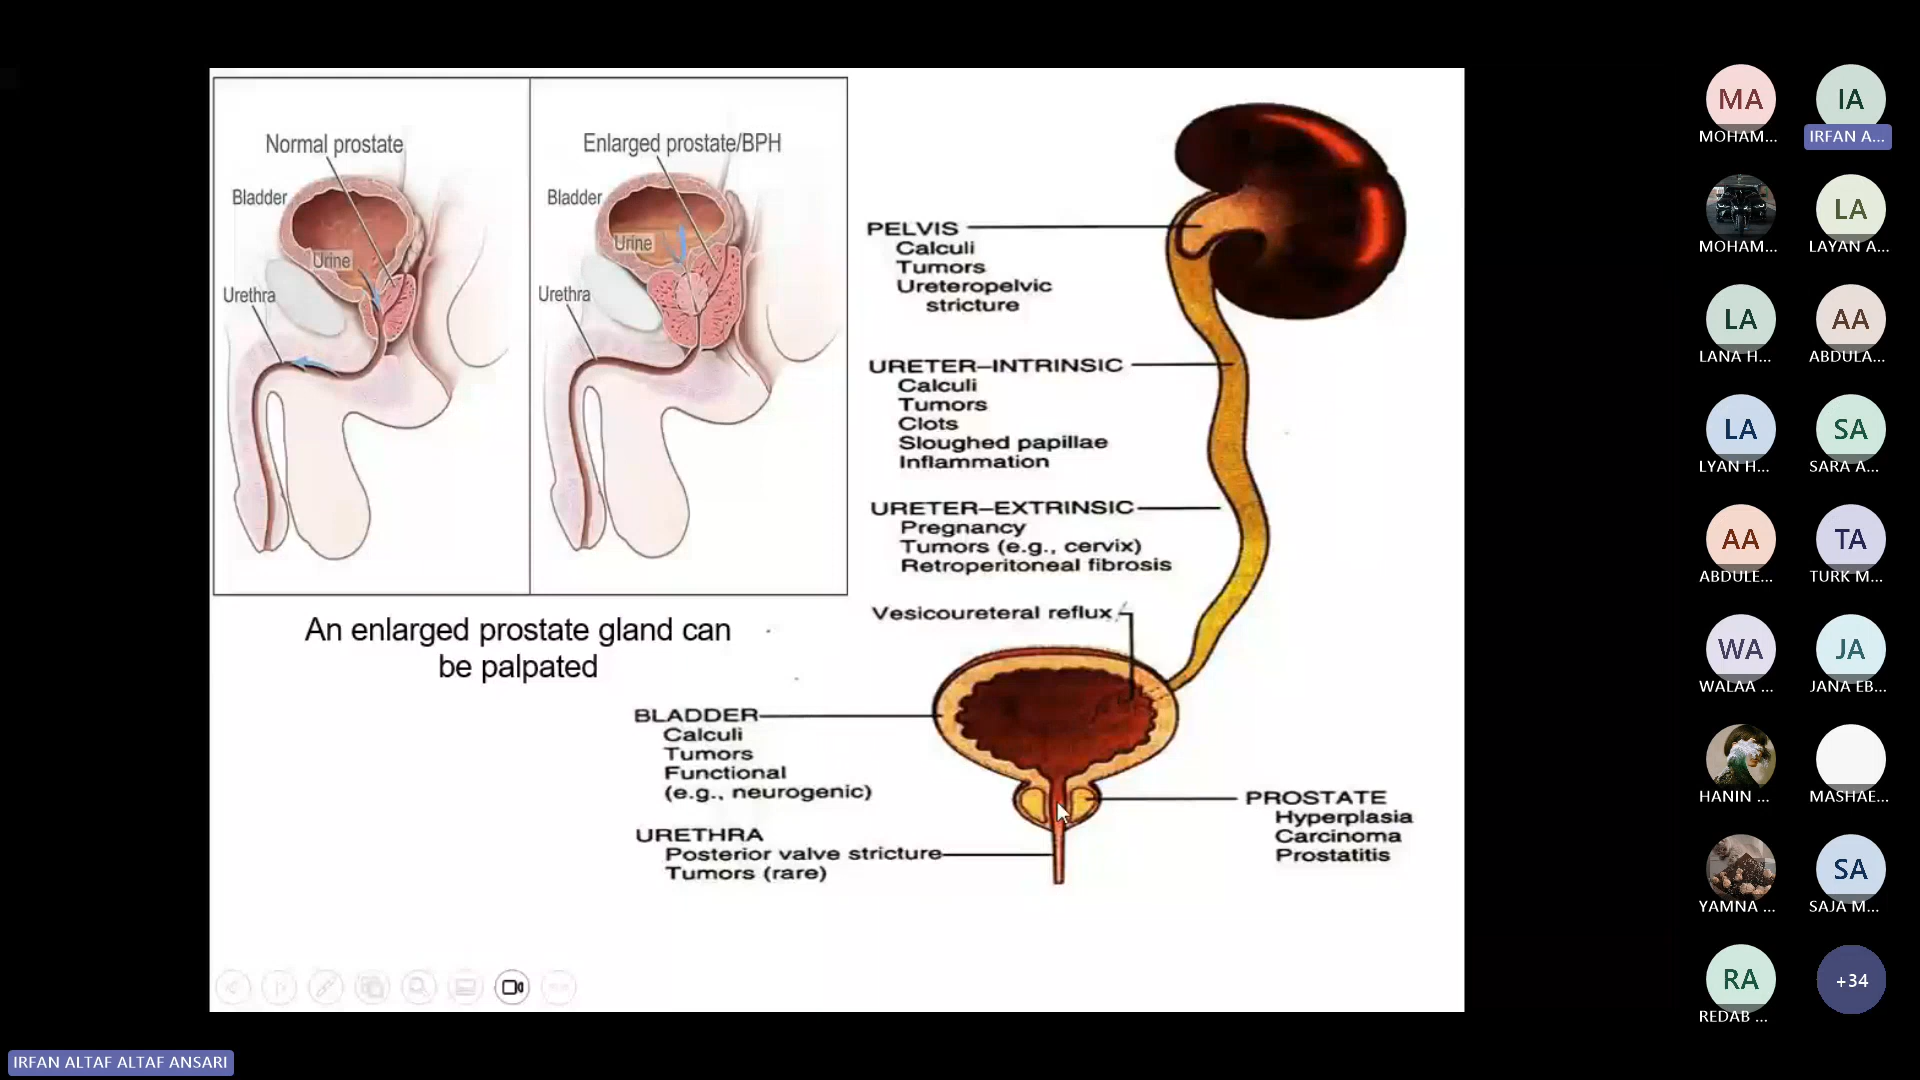 Normal prostate
Bladder
Urine
Urethra
Enlarged prostate/BPH
Bladder
Urine
Urethra
An enlarged prostate gland can
be palpated
PELVIS
Calculi
Tumors
Ureteropelvic
stricture
URETER–INTRINSIC
Calculi
Tumors
Clots
Sloughed papillae
Inflammation
URETER–EXTRINSIC
Pregnancy
Tumors (e.g., cervix)
Retroperitoneal fibrosis
Vesicoureteral reflux
BLADDER
Calculi
Tumors
Functional
(e.g., neurogenic)
URETHRA
Posterior valve stricture
Tumors (rare)
PROSTATE
Hyperplasia
Carcinoma
Prostatitis
MA
MOHAM...
IA
IRFAN A...
MOHAM...
LA
LAYAN A...
LA
LANA H...
AA
ABDULA...
LA
LYAN H...
SA
SARA A...
AA
ABDULE...
TA
TURK M...
WA
WALAA ...
JA
JANA EB...
HANIN ...
MASHAE...
YAMNA ...
SA
SAJA M...
RA
REDAB ...
+34
IRFAN ALTAF ALTAF ANSARI